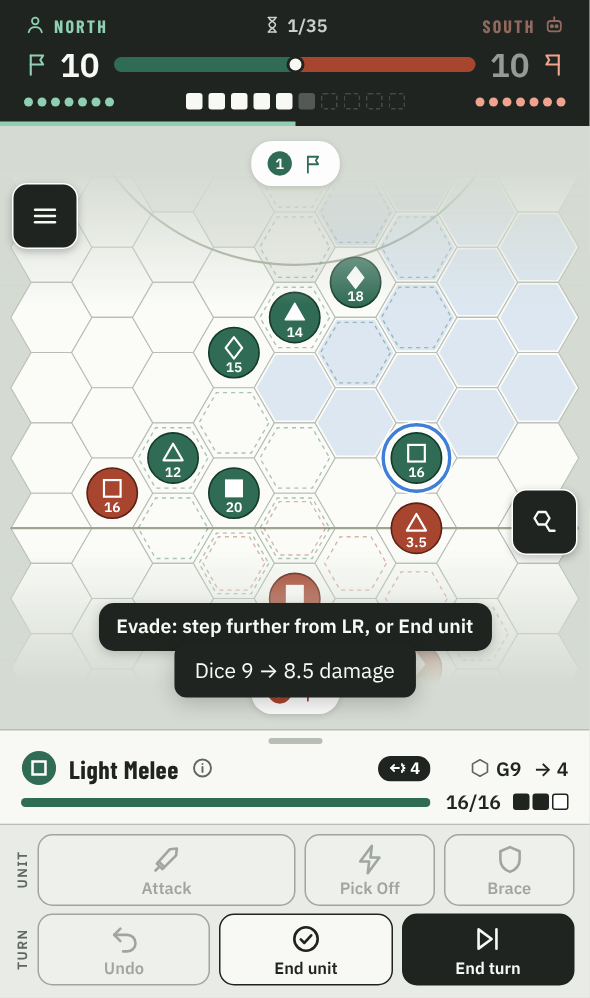 NORTH
1/35
SOUTH
10
10
1
18
14
15
12
16
16
20
3.5
Evade: step further from LR, or End unit
Dice 9 → 8.5 damage
Light Melee
4
G9 → 4
16/16
UNIT
Attack
Pick Off
Brace
TURN
Undo
End unit
End turn